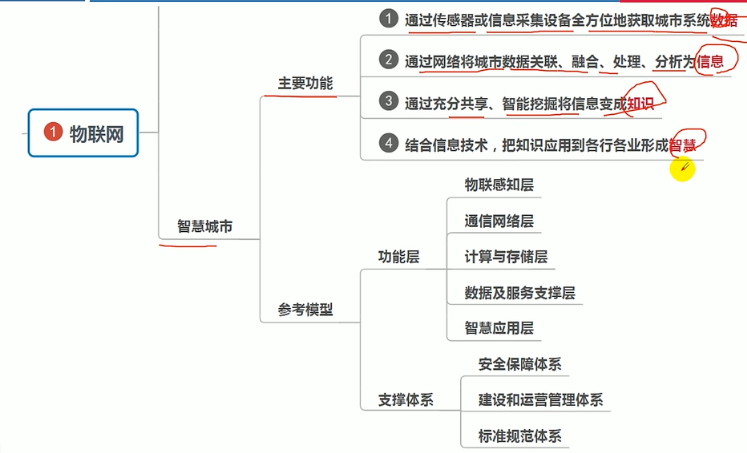 1 通过传感器或信息采集设备全方位地获取城市系统数据
2 通过网络将城市数据关联、融合、处理、分析为信息
主要功能
3 通过充分共享、智能挖掘将信息变成知识
1 物联网
4 结合信息技术，把知识应用到各行各业形成智慧
物联感知层
智慧城市
通信网络层
功能层
计算与存储层
数据及服务支撑层
参考模型
智慧应用层
安全保障体系
支撑体系
建设和运营管理体系
标准规范体系